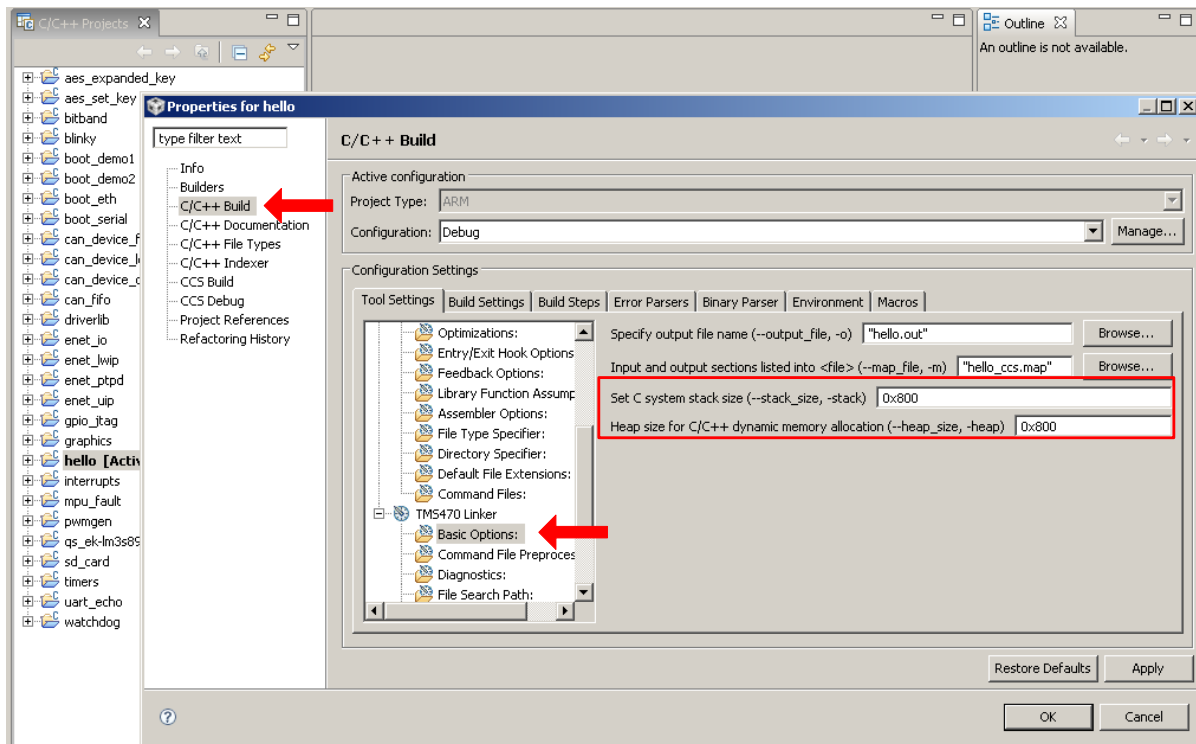 C/C++ Projects
Outline
An outline is not available.
aes_expanded_key
aes_set_key
bitband
blinky
boot_demo1
boot_demo2
boot_eth
boot_serial
can_device_f
can_device_l
can_device_q
can_fifo
driverlib
enet_io
enet_lwip
enet_ptpd
enet_uip
gpio_jtag
graphics
hello [Activ
interrupts
mpu_fault
pwmgen
qs_ek-lm3s89
sd_card
timers
uart_echo
watchdog
Properties for hello
type filter text
Info
Builders
C/C++ Build
C/C++ Documentation
C/C++ File Types
C/C++ Indexer
CCS Build
CCS Debug
Project References
Refactoring History
C/C++ Build
Active configuration
Project Type: ARM
Configuration: Debug Manage...
Configuration Settings
Tool Settings Build Settings Build Steps Error Parsers Binary Parser Environment Macros
Optimizations:
Entry/Exit Hook Options
Feedback Options:
Library Function Assump
Assembler Options:
File Type Specifier:
Directory Specifier:
Default File Extensions:
Command Files:
TMS470 Linker
Basic Options:
Command File Preproces
Diagnostics:
File Search Path:
Specify output file name (--output_file, -o) "hello.out" Browse...
Input and output sections listed into <file> (--map_file, -m) "hello_ccs.map" Browse...
Set C system stack size (--stack_size, -stack) 0x800
Heap size for C/C++ dynamic memory allocation (--heap_size, -heap) 0x800
Restore Defaults Apply
OK Cancel